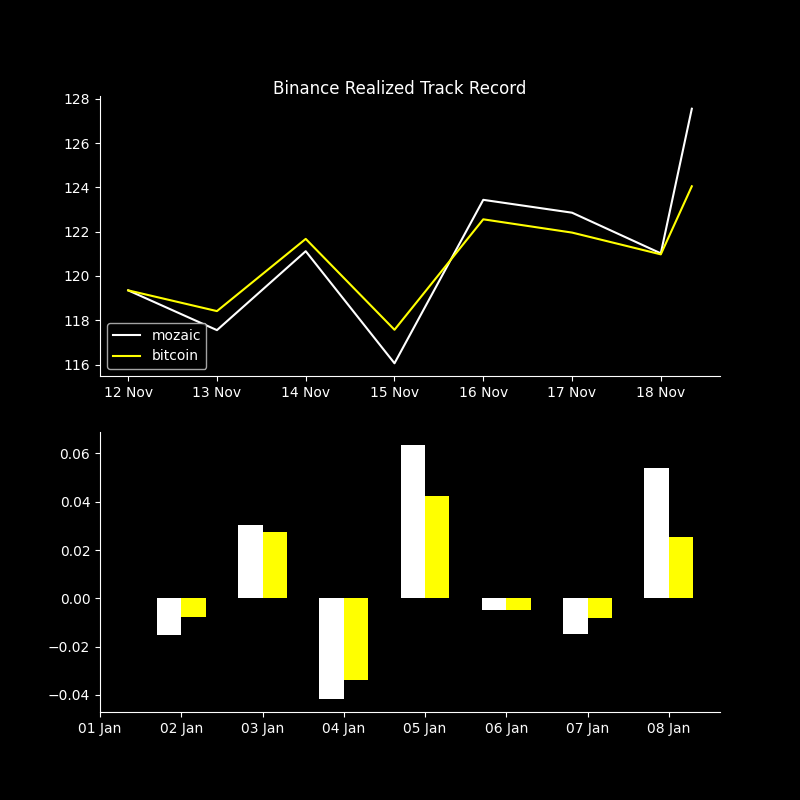 Binance Realized Track Record
128
126
124
122
120
118
116
mozaic
bitcoin
12 Nov 13 Nov 14 Nov 15 Nov 16 Nov 17 Nov 18 Nov
0.06
0.04
0.02
0.00
−0.02
−0.04
01 Jan 02 Jan 03 Jan 04 Jan 05 Jan 06 Jan 07 Jan 08 Jan